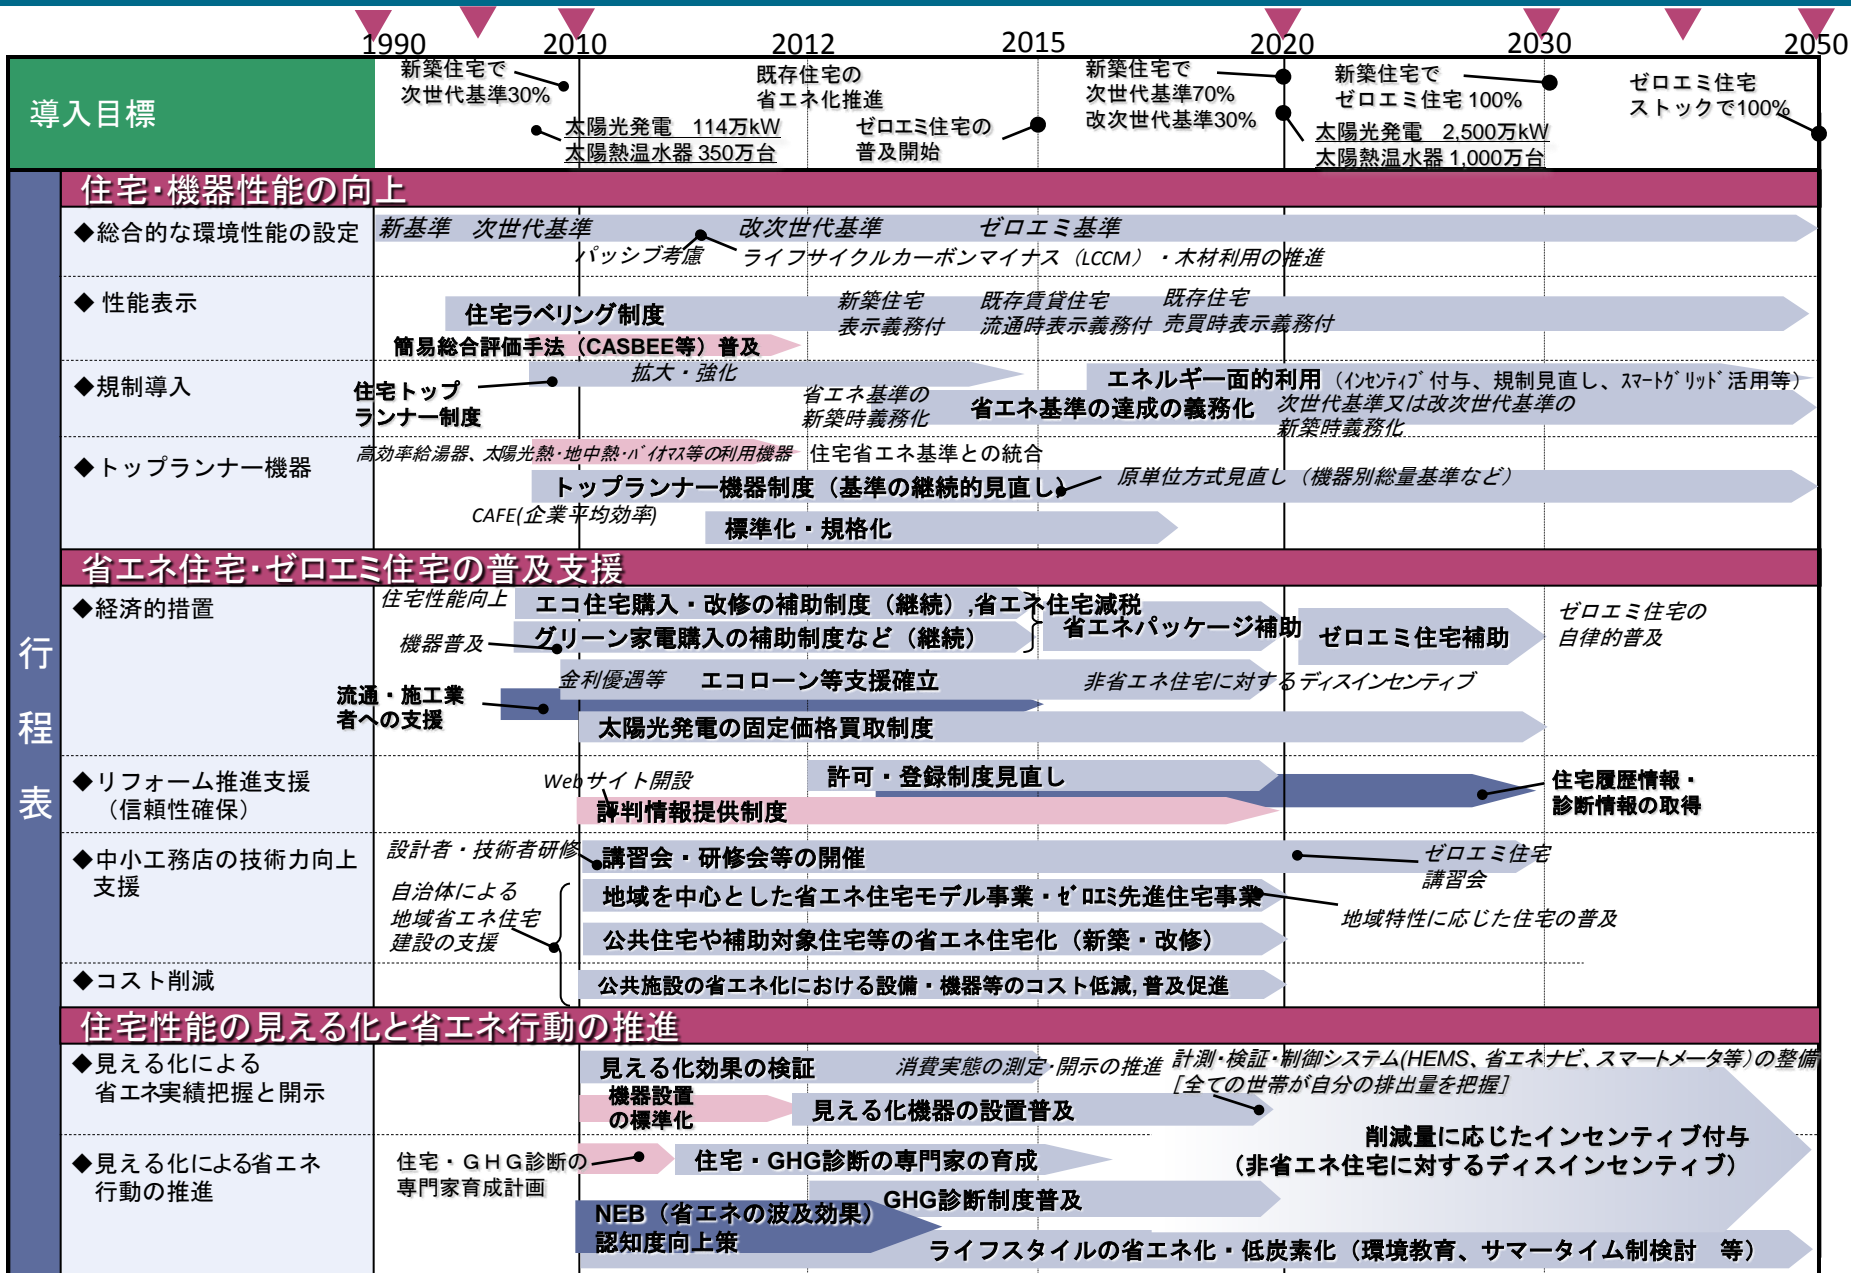 1990
2010
2012
2015
2020
2030
2050
導入目標
新築住宅で
次世代基準30%
太陽光発電　114万kW
太陽熱温水器 350万台
既存住宅の
省エネ化推進
ゼロエミ住宅の
普及開始
新築住宅で
次世代基準70%
改次世代基準30%
新築住宅で
ゼロエミ住宅 100%
太陽光発電　2,500万kW
太陽熱温水器 1,000万台
ゼロエミ住宅
ストックで100%
行程表
住宅・機器性能の向上
◆総合的な環境性能の設定
新基準
次世代基準
改次世代基準
ゼロエミ基準
パッシブ考慮
ライフサイクルカーボンマイナス（LCCM）・木材利用の推進
◆ 性能表示
住宅ラベリング制度
新築住宅
表示義務付
既存賃貸住宅
流通時表示義務付
既存住宅
売買時表示義務付
簡易総合評価手法（CASBEE等）普及
◆規制導入
住宅トップ
ランナー制度
拡大・強化
エネルギー面的利用（インセンティブ付与、規制見直し、スマートグリッド活用等）
省エネ基準の
新築時義務化
省エネ基準の達成の義務化
次世代基準又は改次世代基準の
新築時義務化
◆トップランナー機器
高効率給湯器、太陽光熱・地中熱・バイオマス等の利用機器
住宅省エネ基準との統合
トップランナー機器制度（基準の継続的見直し）
原単位方式見直し（機器別総量基準など）
CAFE(企業平均効率)
標準化・規格化
省エネ住宅・ゼロエミ住宅の普及支援
◆経済的措置
住宅性能向上
エコ住宅購入・改修の補助制度（継続）,省エネ住宅減税
機器普及
グリーン家電購入の補助制度など（継続）
省エネパッケージ補助
ゼロエミ住宅補助
ゼロエミ住宅の
自律的普及
金利優遇等
エコローン等支援確立
非省エネ住宅に対するディスインセンティブ
流通・施工業
者への支援
太陽光発電の固定価格買取制度
◆リフォーム推進支援
（信頼性確保）
Webサイト開設
許可・登録制度見直し
評判情報提供制度
住宅履歴情報・
診断情報の取得
◆中小工務店の技術力向上
支援
設計者・技術者研修
講習会・研修会等の開催
ゼロエミ住宅
講習会
自治体による
地域省エネ住宅
建設の支援
地域を中心とした省エネ住宅モデル事業・ゼロエミ先進住宅事業
地域特性に応じた住宅の普及
公共住宅や補助対象住宅等の省エネ住宅化（新築・改修）
◆コスト削減
公共施設の省エネ化における設備・機器等のコスト低減,普及促進
住宅性能の見える化と省エネ行動の推進
◆見える化による
省エネ実績把握と開示
見える化効果の検証
消費実態の測定・開示の推進
計測・検証・制御システム(HEMS、省エネナビ、スマートメータ等)の整備
[全ての世帯が自分の排出量を把握]
機器設置
の標準化
見える化機器の設置普及
削減量に応じたインセンティブ付与
（非省エネ住宅に対するディスインセンティブ）
◆見える化による省エネ
行動の推進
住宅・ＧＨＧ診断の
専門家育成計画
住宅・GHG診断の専門家の育成
GHG診断制度普及
NEB（省エネの波及効果）
認知度向上策
ライフスタイルの省エネ化・低炭素化（環境教育、サマータイム制検討　等）